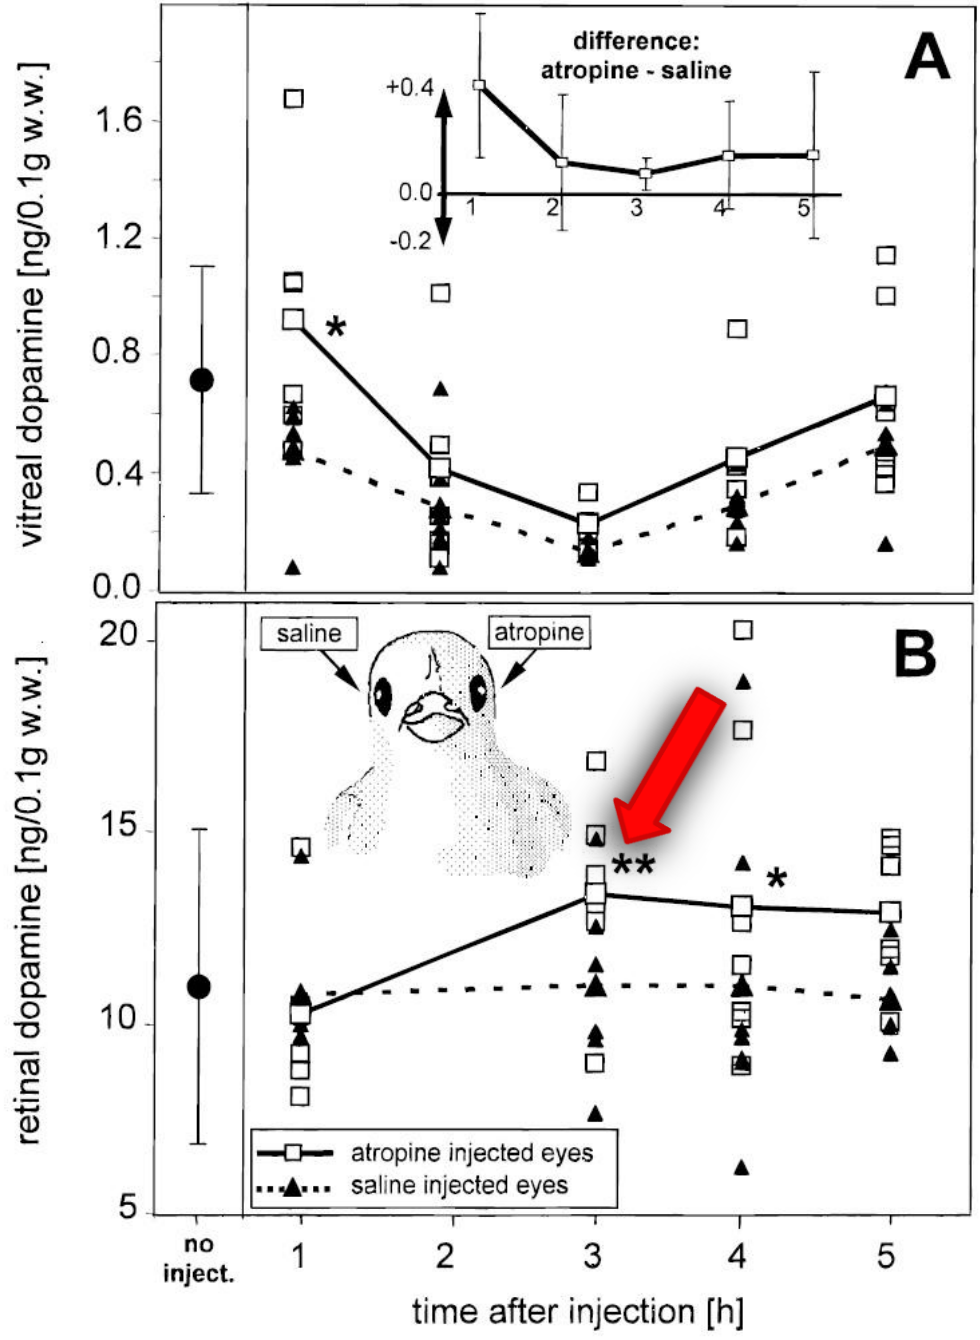 A
difference:
atropine - saline
+0.4
0.0
-0.2
1 2 3 4 5
vitreal dopamine [ng/0.1g w.w.]
1.6
1.2
0.8
0.4
0.0
*
B
saline
atropine
retinal dopamine [ng/0.1g w.w.]
20
15
10
5
**
*
atropine injected eyes
saline injected eyes
no
inject.
1 2 3 4 5
time after injection [h]